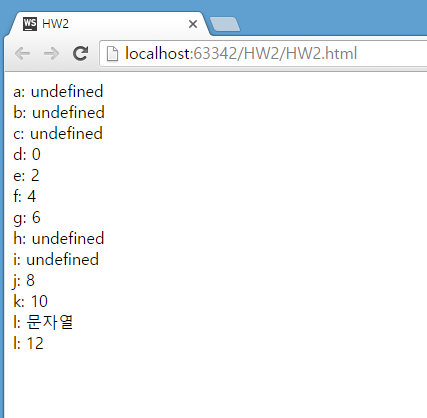 WS HW2
localhost:63342/HW2/HW2.html
a: undefined
b: undefined
c: undefined
d: 0
e: 2
f: 4
g: 6
h: undefined
i: undefined
j: 8
k: 10
l: 문자열
l: 12